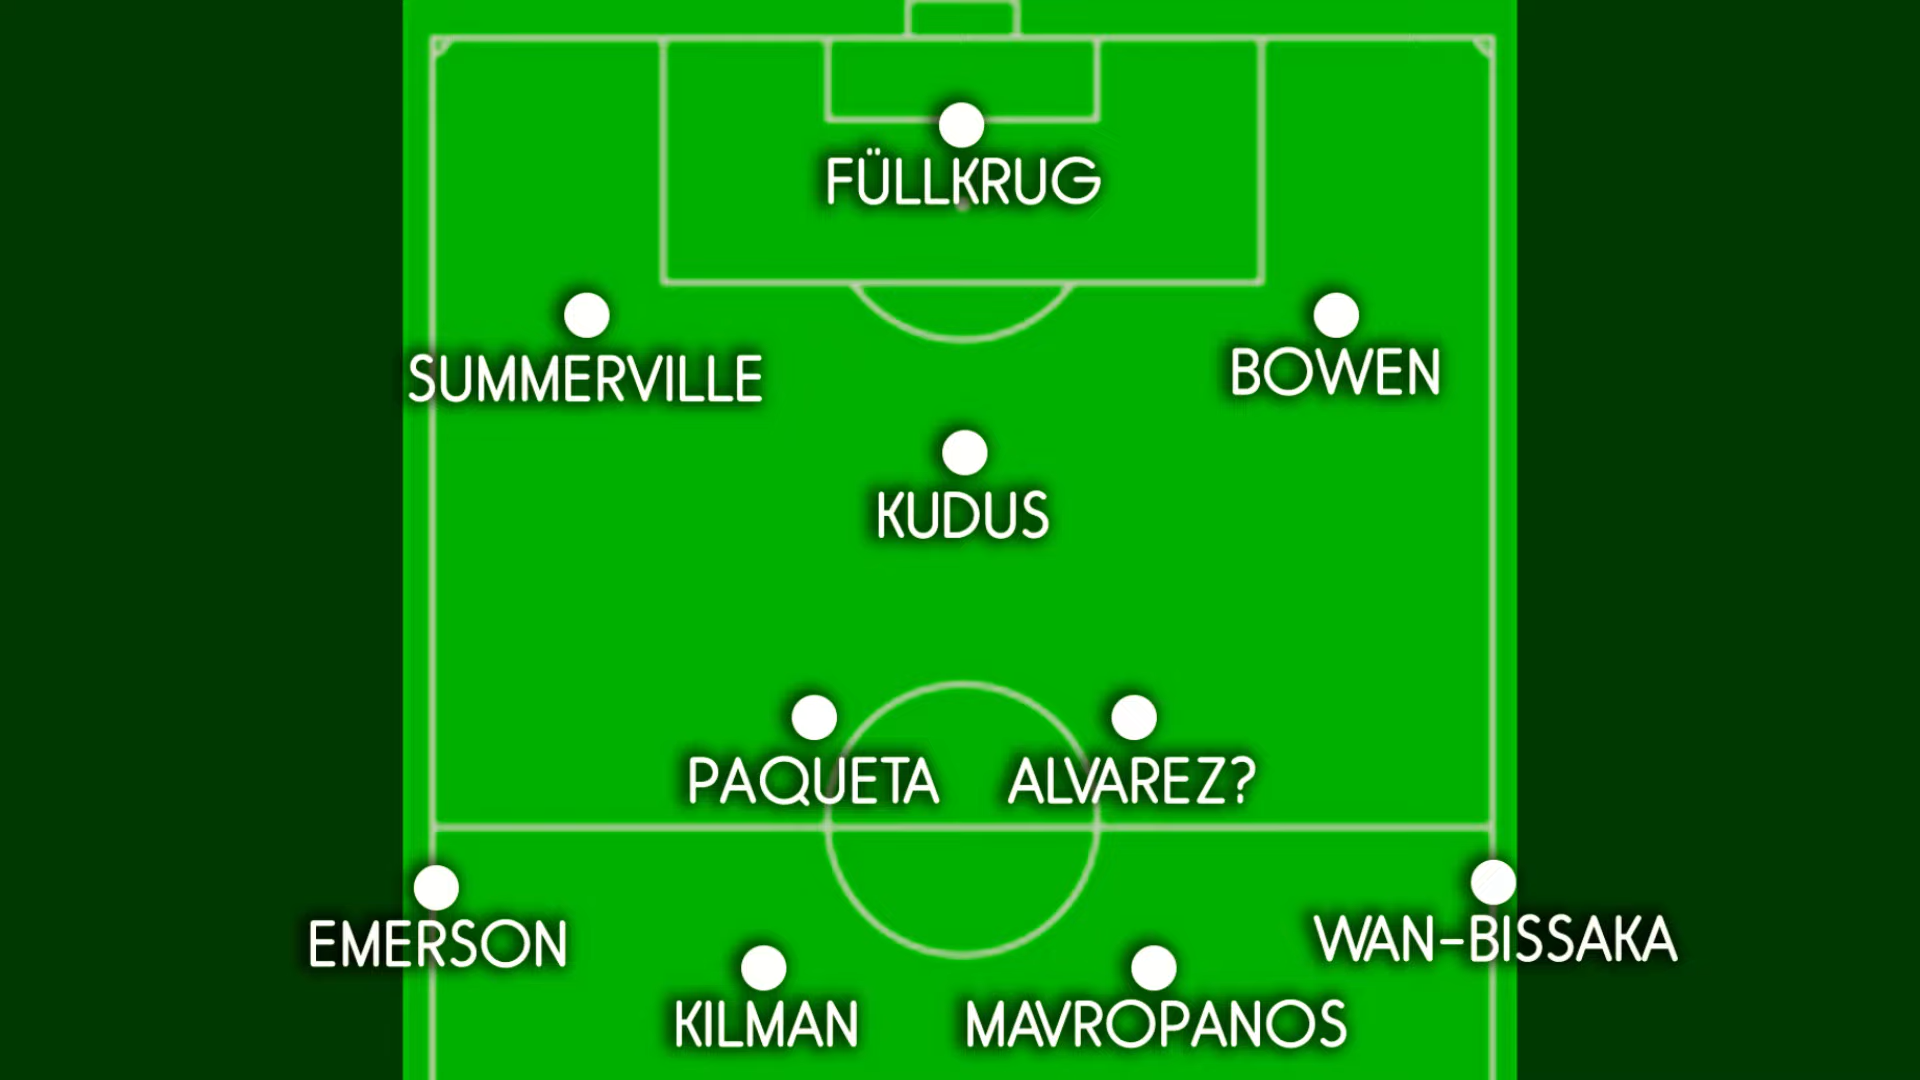 FÜLLKRUG
SUMMERVILLE
BOWEN
KUDUS
PAQUETA
ALVAREZ?
EMERSON
WAN-BISSAKA
KILMAN
MAVROPANOS